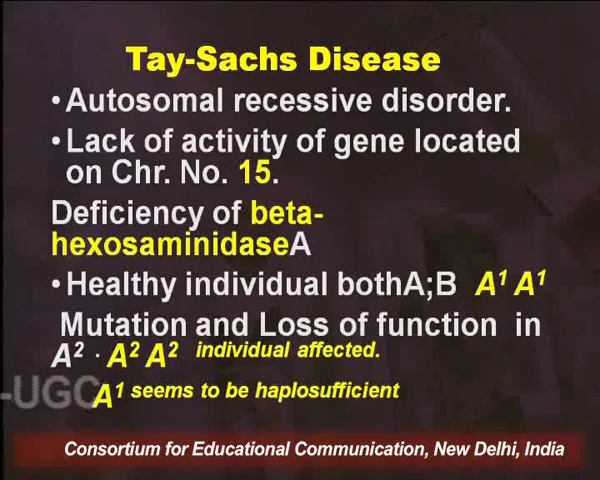 Tay-Sachs Disease
• Autosomal recessive disorder.
• Lack of activity of gene located
on Chr. No. 15.
Deficiency of beta-
hexosaminidaseA
• Healthy individual bothA;B A¹ A¹
Mutation and Loss of function in
A² . A² A² individual affected.
-UGC
A¹ seems to be haplosufficient
Consortium for Educational Communication, New Delhi, India